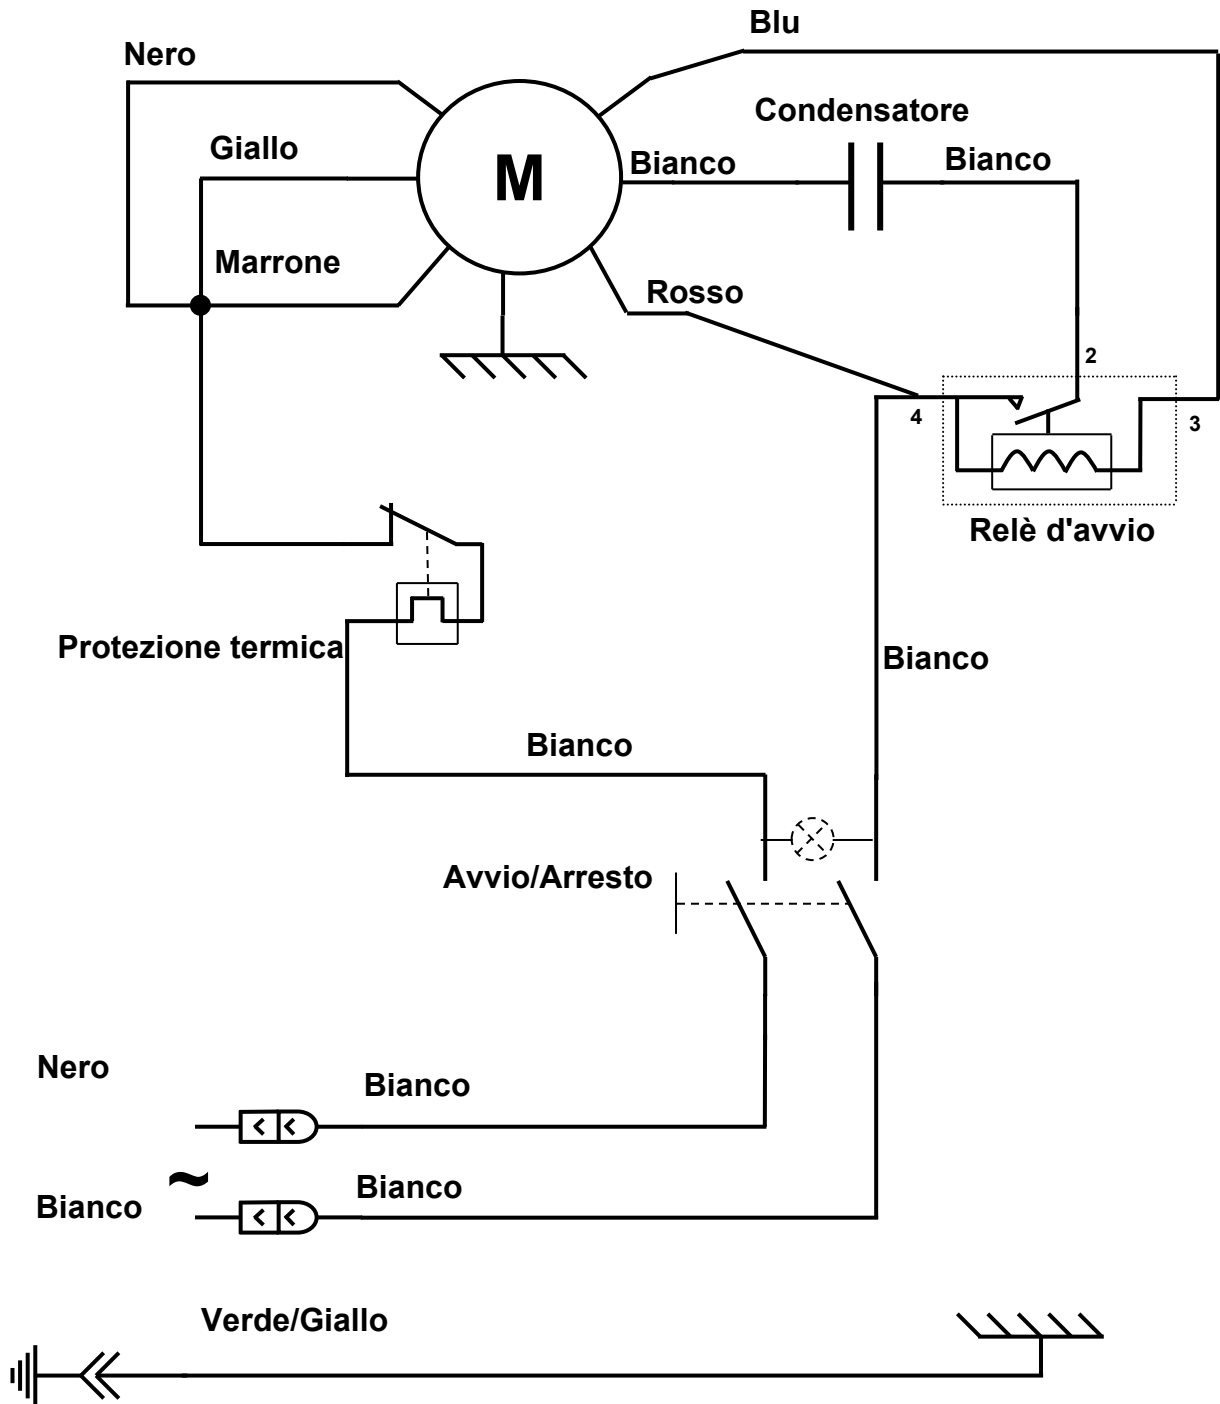 Blu
Nero
Condensatore
Giallo
Bianco
Bianco
M
Marrone
Rosso
2
4
3
Relè d'avvio
Protezione termica
Bianco
Bianco
Avvio/Arresto
Nero
Bianco
~
Bianco
Bianco
Verde/Giallo